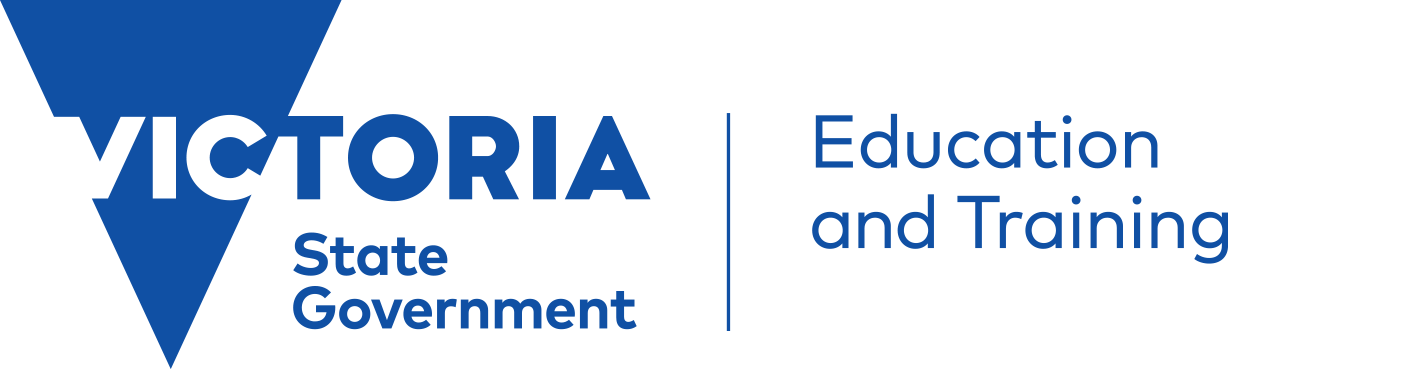 VICTORIA
State
Government
Education
and Training